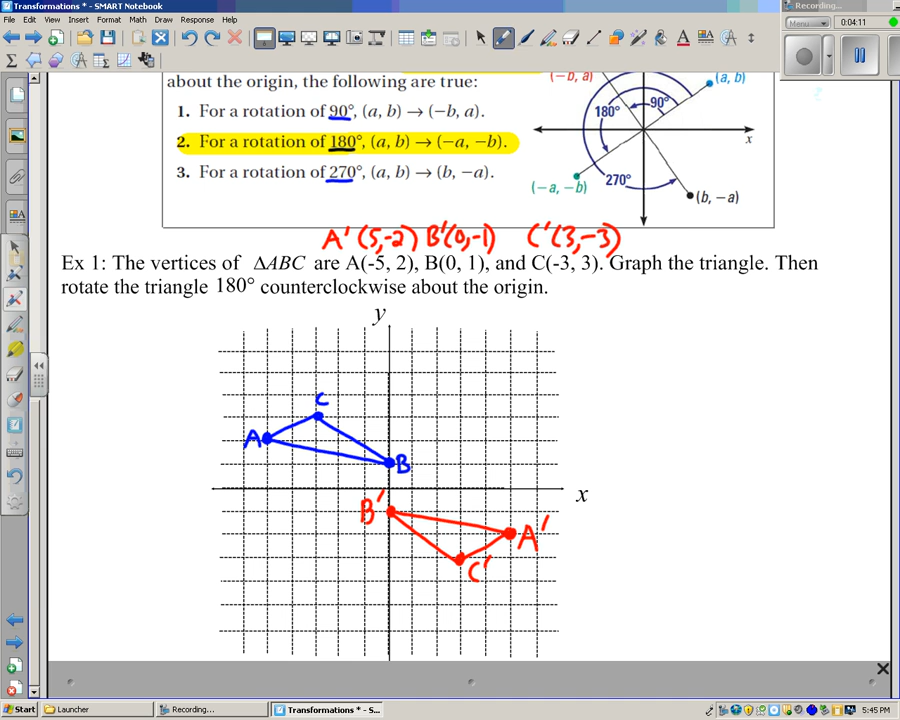 Transformations * - SMART Notebook
Recording...
File Edit View Insert Format Math Draw Response Help
Menu
00:04:11
about the origin, the following are true:
1. For a rotation of 90°, (a, b) → (−b, a).
2. For a rotation of 180°, (a, b) → (−a, −b).
3. For a rotation of 270°, (a, b) → (b, −a).
(−b, a)
(a, b)
90°
180°
x
270°
(−a, −b)
(b, −a)
A'(5,-2) B'(0,-1) C'(3,-3)
Ex 1: The vertices of ΔABC are A(-5, 2), B(0, 1), and C(-3, 3). Graph the triangle. Then
rotate the triangle 180° counterclockwise about the origin.
y
C
A
B
x
B'
A'
C'
Start
Launcher
Recording...
Transformations * - S...
5:45 PM